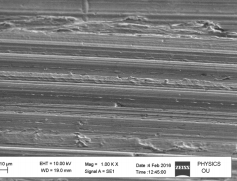 10 µm
EHT = 10.00 kV
Mag = 1.00 K X
Date :4 Feb 2016
ZEISS
PHYSICS
WD = 19.0 mm
Signal A = SE1
Time :12:45:00
OU